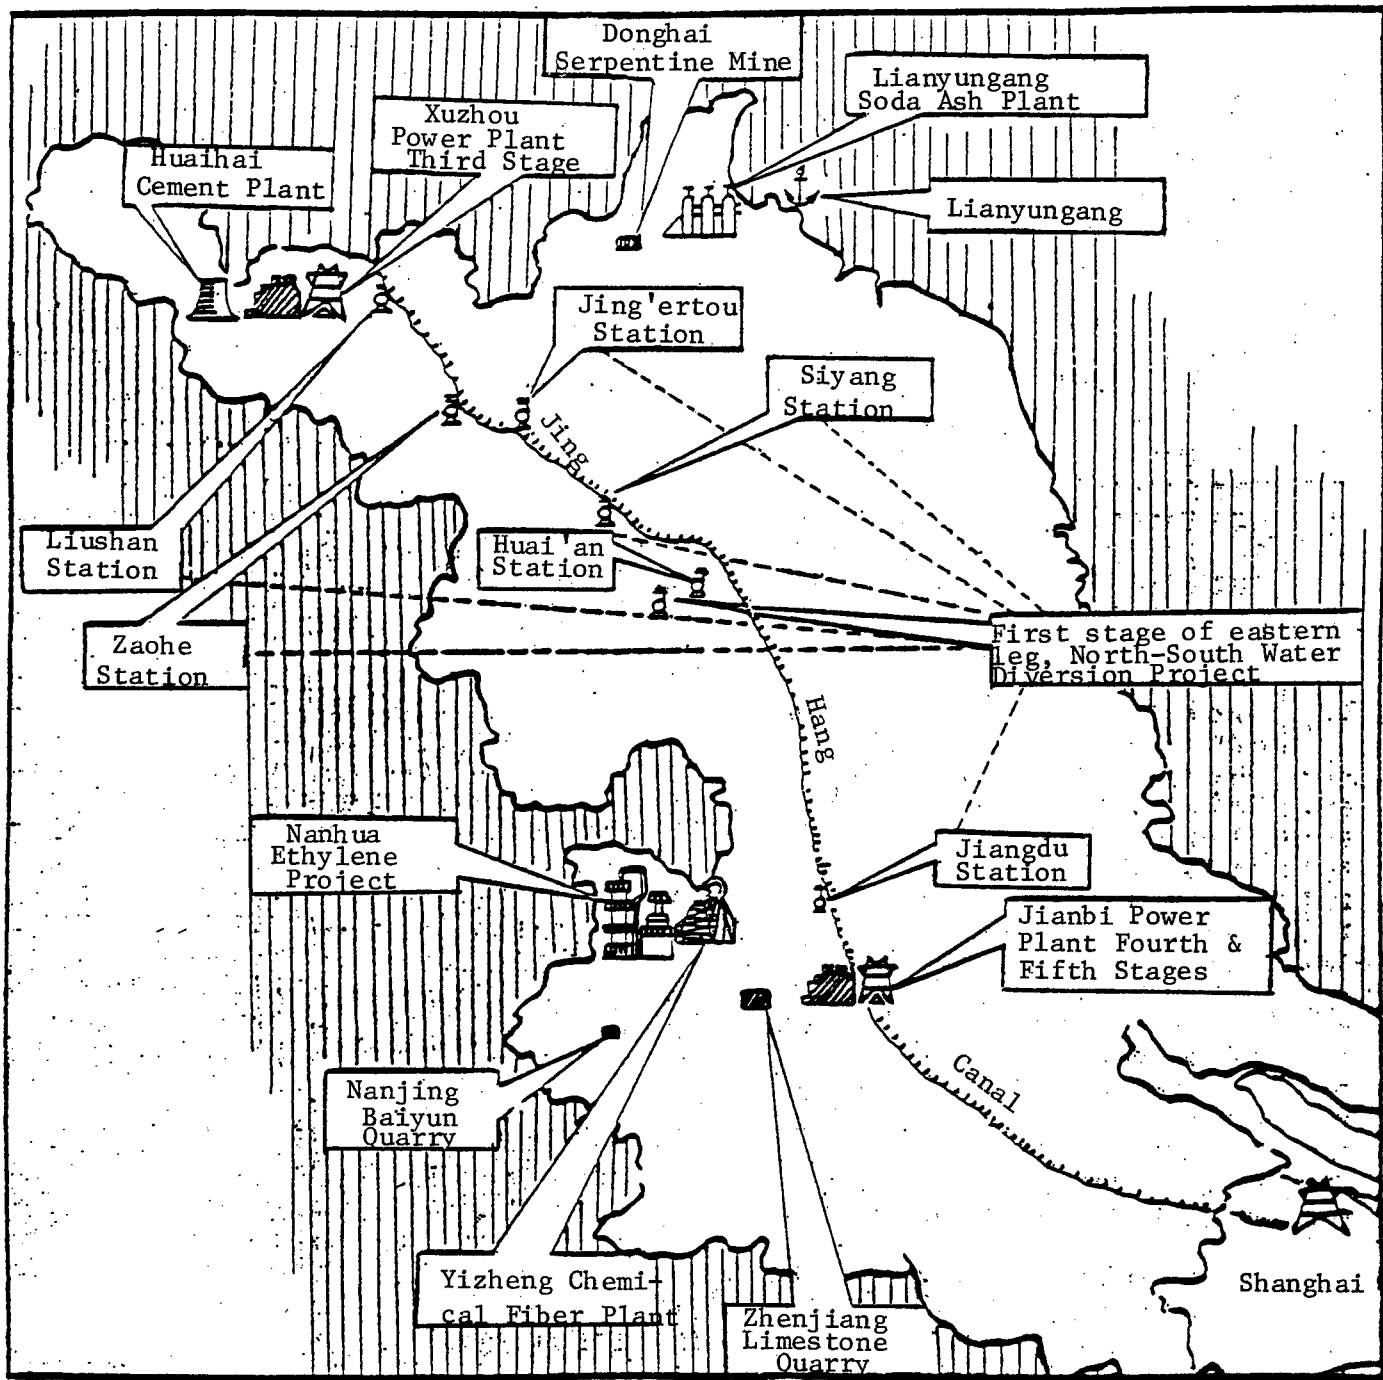 Donghai
Serpentine Mine
Lianyungang
Soda Ash Plant
Xuzhou
Power Plant
Third Stage
Huaihai
Cement Plant
Lianyungang
Jing'ertou
Station
Siyang
Station
Jing
Liushan
Station
Huai'an
Station
Zaohe
Station
First stage of eastern
leg, North-South Water
Diversion Project
Hang
Nanhua
Ethylene
Project
Jiangdu
Station
Jianbi Power
Plant Fourth &
Fifth Stages
Nanjing
Baiyun
Quarry
Canal
Yizheng Chemi-
cal Fiber Plant
Shanghai
Zhenjiang
Limestone
Quarry